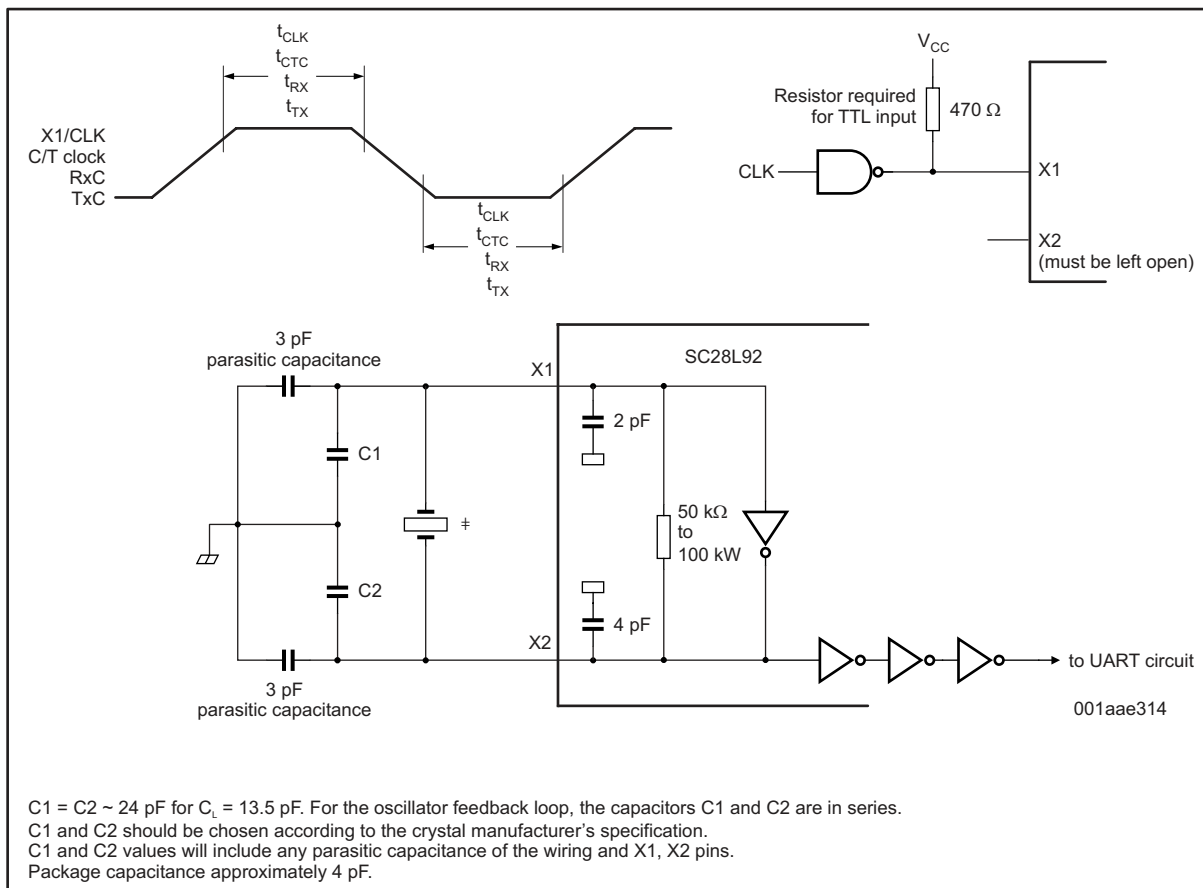 tCLK
tCTC
tRX
tTX
X1/CLK
C/T clock
RxC
TxC
tCLK
tCTC
tRX
tTX
VCC
Resistor required
for TTL input
470 Ω
CLK
X1
X2
(must be left open)
3 pF
parasitic capacitance
X1
SC28L92
2 pF
C1
50 kΩ
to
100 kW
C2
4 pF
X2
3 pF
parasitic capacitance
to UART circuit
001aae314
C1 = C2 ~ 24 pF for CL = 13.5 pF. For the oscillator feedback loop, the capacitors C1 and C2 are in series.
C1 and C2 should be chosen according to the crystal manufacturer's specification.
C1 and C2 values will include any parasitic capacitance of the wiring and X1, X2 pins.
Package capacitance approximately 4 pF.